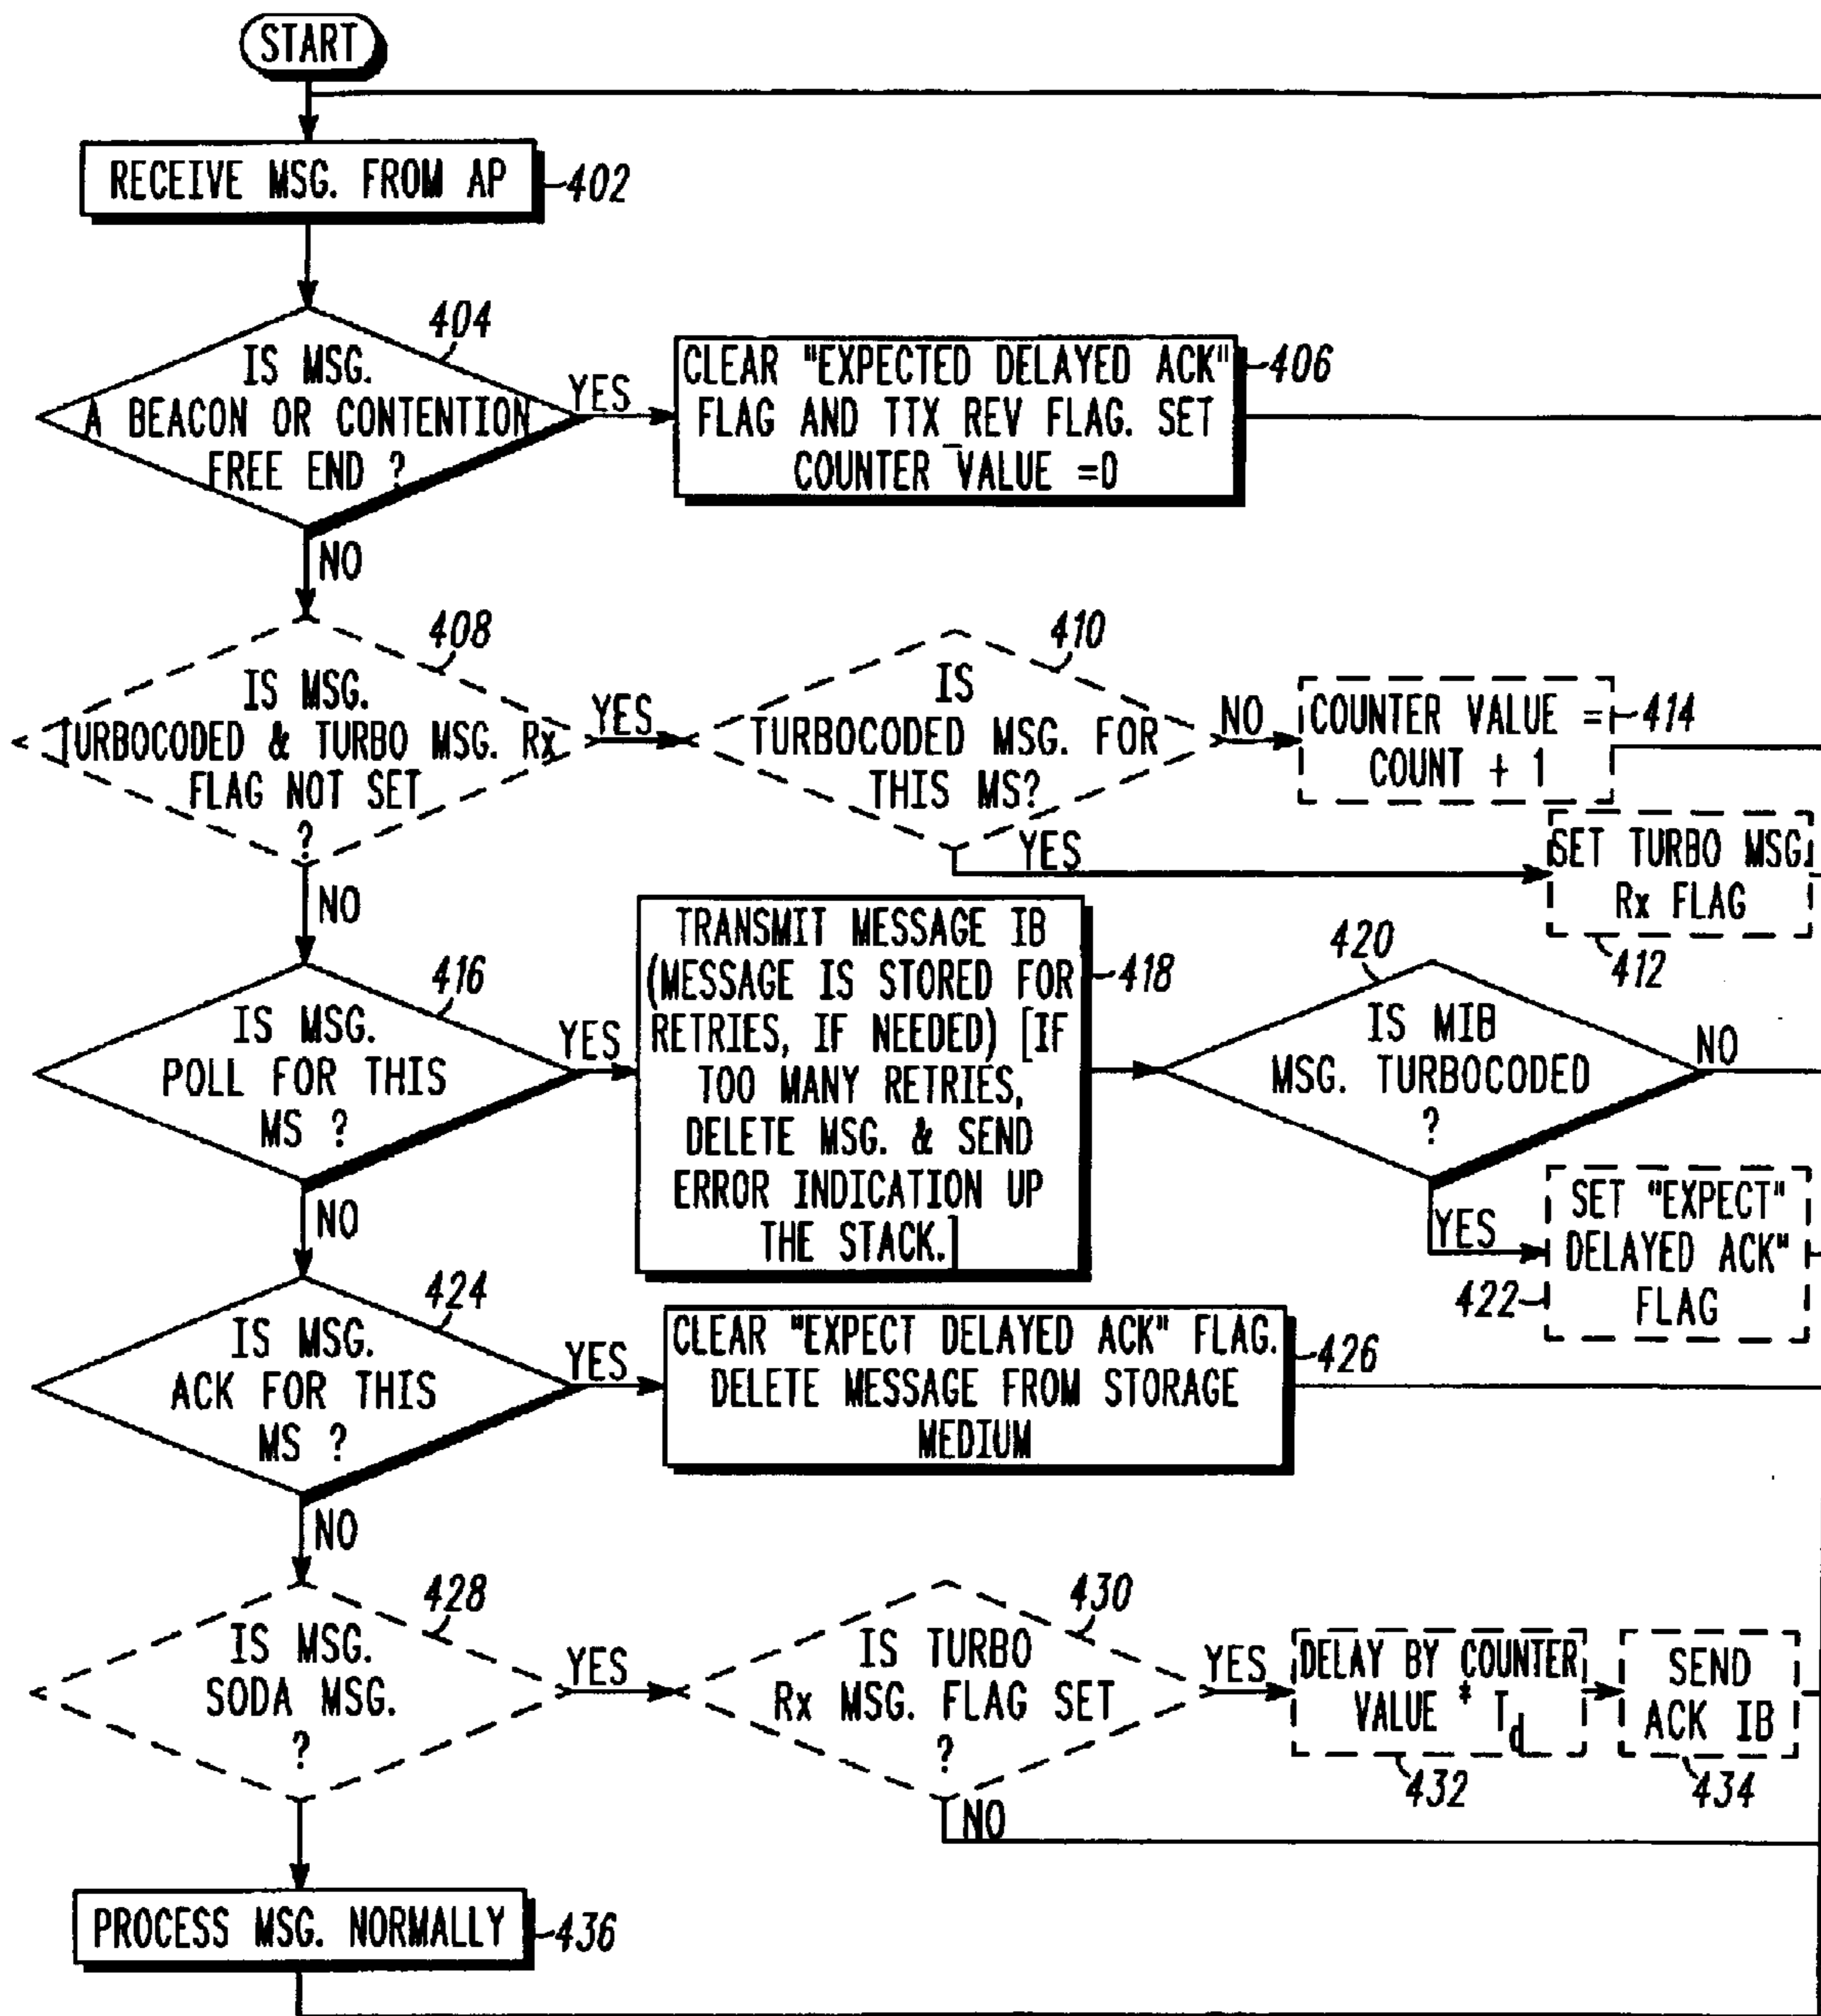 START
RECEIVE MSG. FROM AP
402
404
IS MSG.
A BEACON OR CONTENTION
FREE END ?
YES
CLEAR "EXPECTED DELAYED ACK"
FLAG AND TTX_REV FLAG. SET
COUNTER VALUE =0
406
NO
408
IS MSG.
TURBOCODED & TURBO MSG. Rx
FLAG NOT SET
?
YES
410
IS
TURBOCODED MSG. FOR
THIS MS?
NO
COUNTER VALUE =
COUNT + 1
414
YES
SET TURBO MSG
Rx FLAG
412
NO
416
IS MSG.
POLL FOR THIS
MS ?
YES
TRANSMIT MESSAGE IB
(MESSAGE IS STORED FOR
RETRIES, IF NEEDED) [IF
TOO MANY RETRIES,
DELETE MSG. & SEND
ERROR INDICATION UP
THE STACK.]
418
420
IS MIB
MSG. TURBOCODED
?
NO
YES
SET "EXPECT"
DELAYED ACK"
FLAG
422
NO
424
IS MSG.
ACK FOR THIS
MS ?
YES
CLEAR "EXPECT DELAYED ACK" FLAG.
DELETE MESSAGE FROM STORAGE
MEDIUM
426
NO
428
IS MSG.
SODA MSG.
?
YES
430
IS TURBO
Rx MSG. FLAG SET
?
YES
DELAY BY COUNTER
VALUE * Td
432
SEND
ACK IB
434
NO
PROCESS MSG. NORMALLY
436